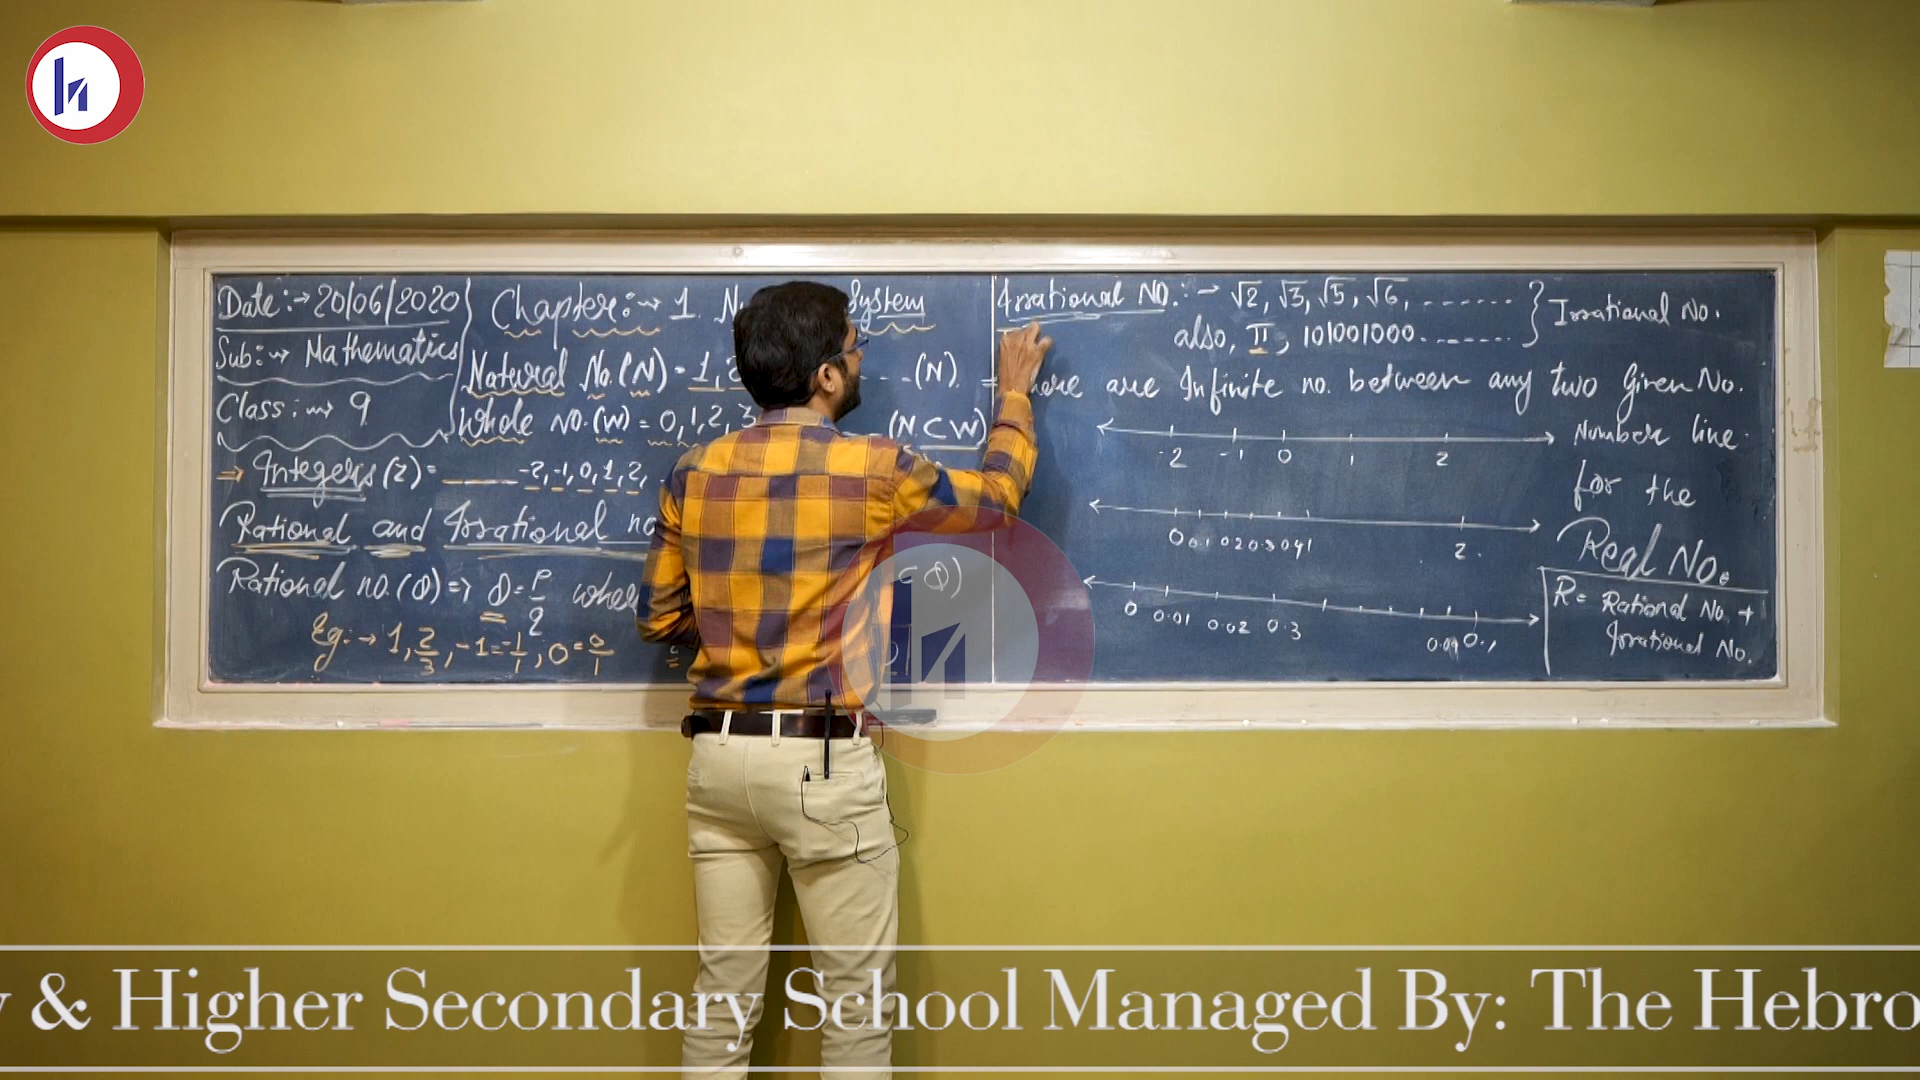 Date:→20/06/2020
Sub:→ Mathematics
Class:→ 9
Chapter:→ 1. System
Natural No.(N) = 1, ..(N)
Whole No.(W) = 0,1,2,3 (N⊂W)
⇒ Integers(Z)= ---- -2,-1,0,1,2,
Rational and Irrational no
Rational no.(Q) => Q=p/q where ⊂Q)
Eg:→ 1, 2/3, -1=-1/1, 0=0/1
Irrational NO.:→ √2, √3, √5, √6, ....... } Irrational No.
also, π, 101001000.......
here are Infinite no. between any two Given No.
-2 -1 0 1 2
Number line
for the
Real No.
0 0.1 0.2 0.3 0.4 1 2.
0 0.01 0.02 0.3 0.09 0.1
R= Rational No. +
Irrational No.
& Higher Secondary School Managed By: The Hebro